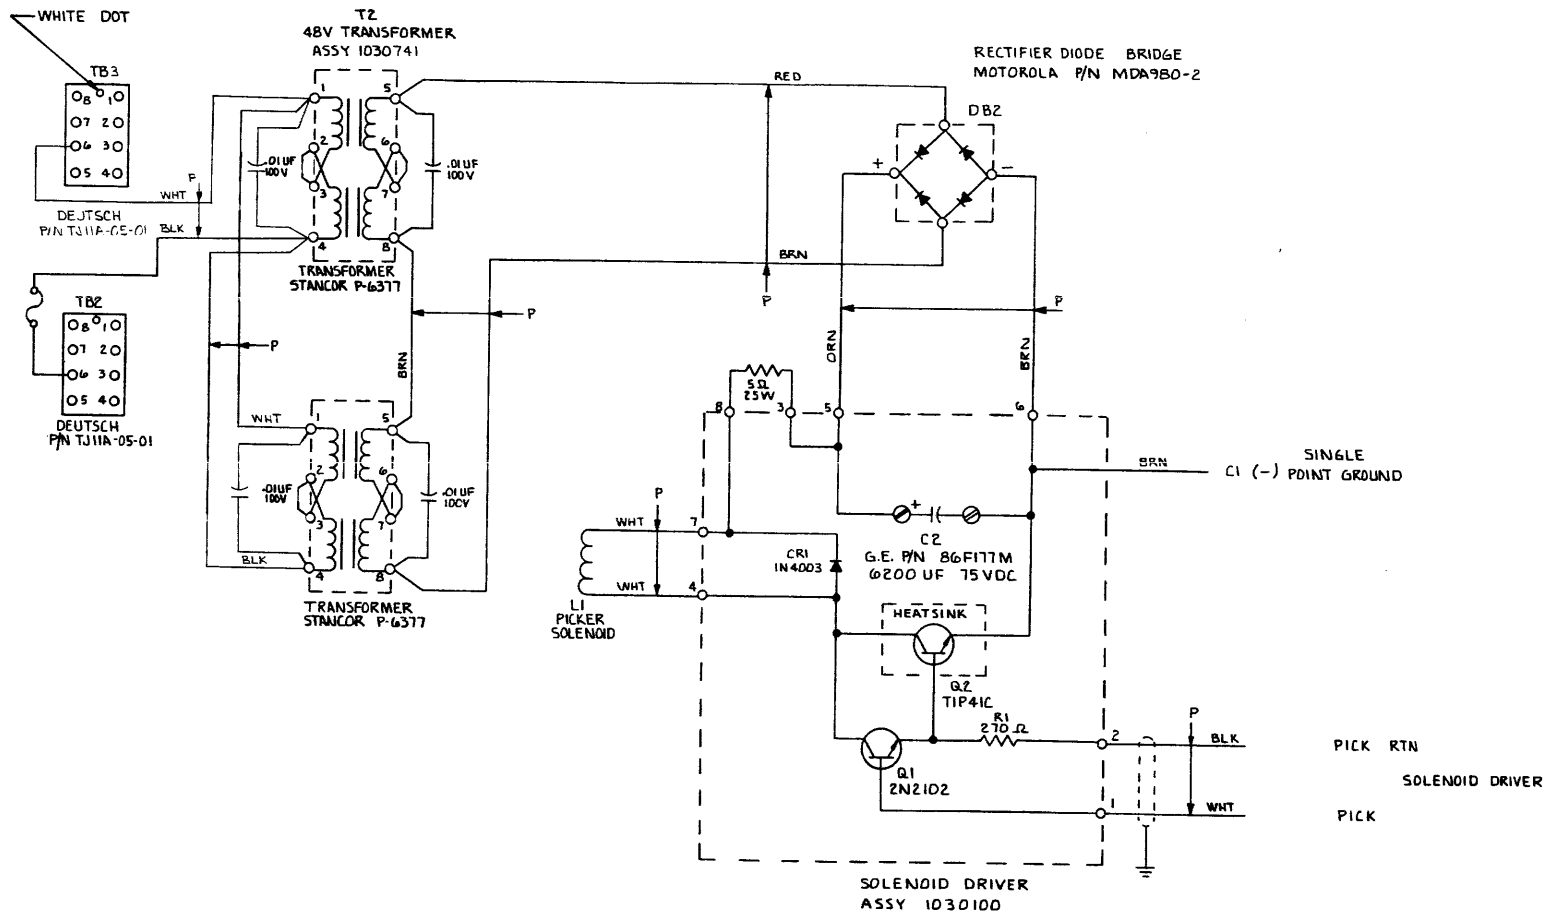 WHITE DOT
T2
48V TRANSFORMER
ASSY 1030741
RECTIFIER DIODE BRIDGE
MOTOROLA P/N MDA980-2
TB3
8 1
7 2
6 3
5 4
1 5
2 6
3 7
4 8
.01UF
100V
.01UF
100V
RED
DB2
+ -
P
WHT
DEUTSCH
P/N TJ11A-05-01
BLK
TRANSFORMER
STANCOR P-6377
BRN
P
TB2
8 1
7 2
6 3
5 4
DEUTSCH
P/N TJ11A-05-01
P
P
P
BRN
ORN
BRN
5Ω
25W
8 3 5 6
WHT
1 5
2 6
3 7
4 8
.01UF
100V
.01UF
100V
BLK
TRANSFORMER
STANCOR P-6377
BRN
C1 (-)
SINGLE
POINT GROUND
P
WHT
7
WHT
4
L1
PICKER
SOLENOID
CR1
1N4003
+
C2
G.E. P/N 86F177M
6200 UF 75VDC
HEATSINK
Q2
TIP41C
R1
270 Ω
2
P
BLK
PICK RTN
Q1
2N2102
SOLENOID DRIVER
1
WHT
PICK
SOLENOID DRIVER
ASSY 1030100